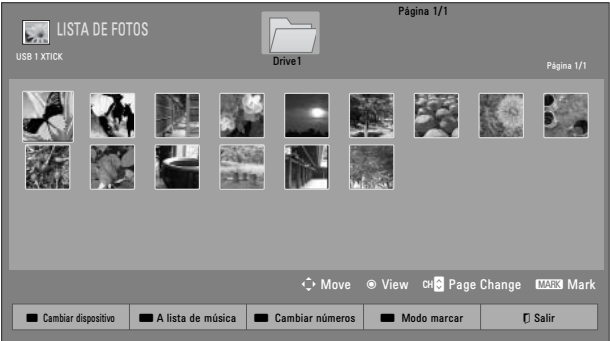 Página 1/1
LISTA DE FOTOS
USB 1 XTICK
Drive1
Página 1/1
Move View CH Page Change MARK Mark
Cambiar dispositivo A lista de música Cambiar números Modo marcar Salir